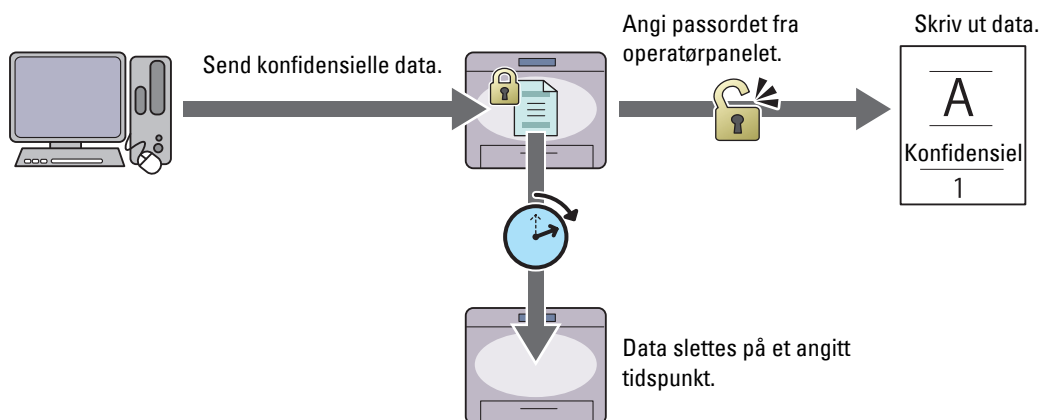 Send konfidensielle data.
Angi passordet fra
operatørpanelet.
Skriv ut data.
A
Konfidensiel
1
Data slettes på et angitt
tidspunkt.